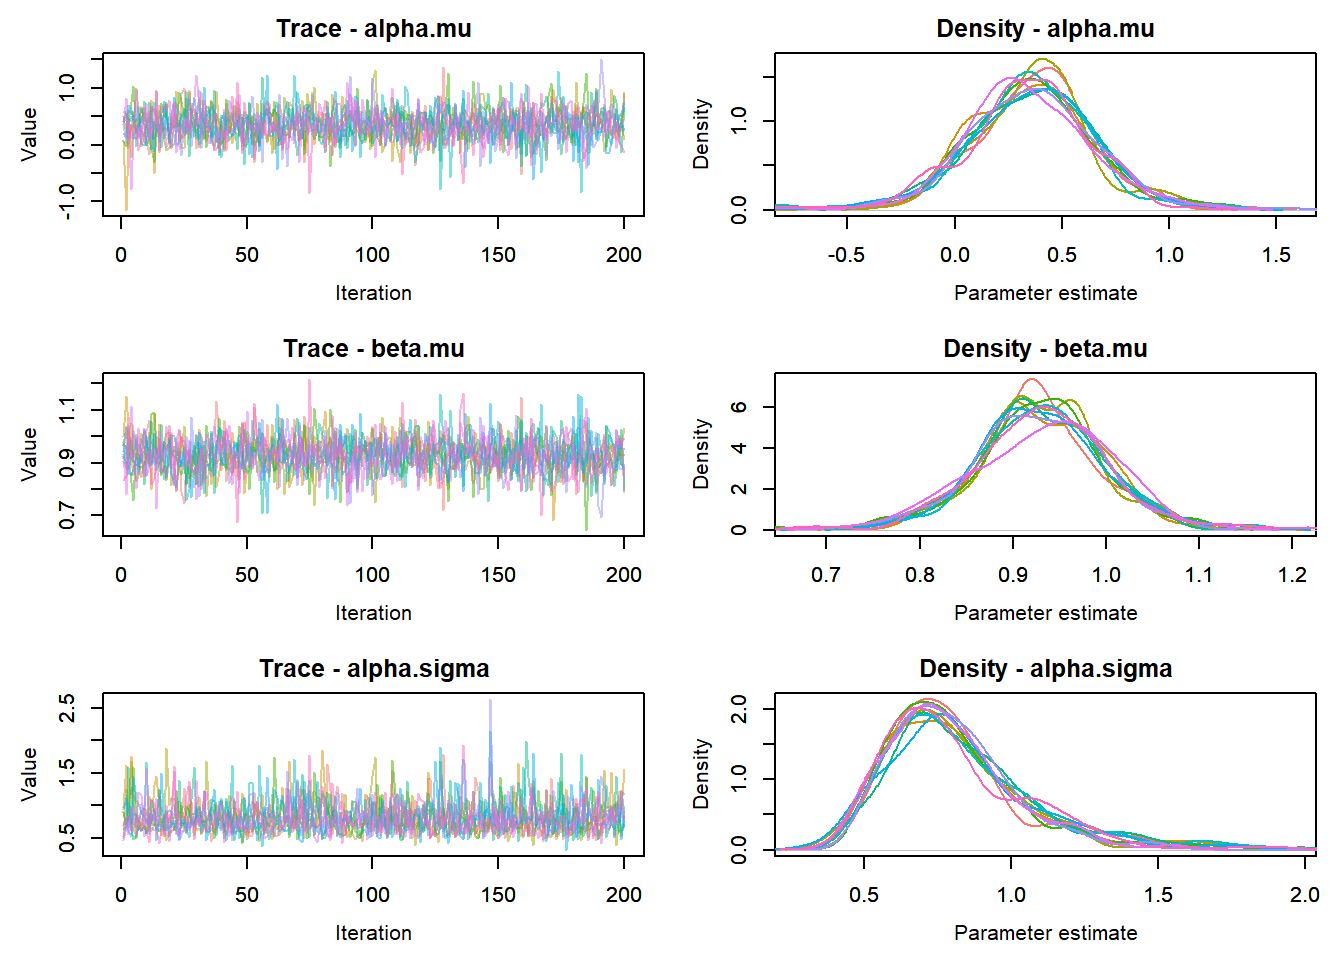 Trace - alpha.mu
Value
-1.0 0.0 1.0
0 50 100 150 200
Iteration
Density - alpha.mu
Density
0.0 1.0
-0.5 0.0 0.5 1.0 1.5
Parameter estimate
Trace - beta.mu
Value
0.7 0.9 1.1
0 50 100 150 200
Iteration
Density - beta.mu
Density
0 2 4 6
0.7 0.8 0.9 1.0 1.1 1.2
Parameter estimate
Trace - alpha.sigma
Value
0.5 1.5 2.5
0 50 100 150 200
Iteration
Density - alpha.sigma
Density
0.0 1.0 2.0
0.5 1.0 1.5 2.0
Parameter estimate